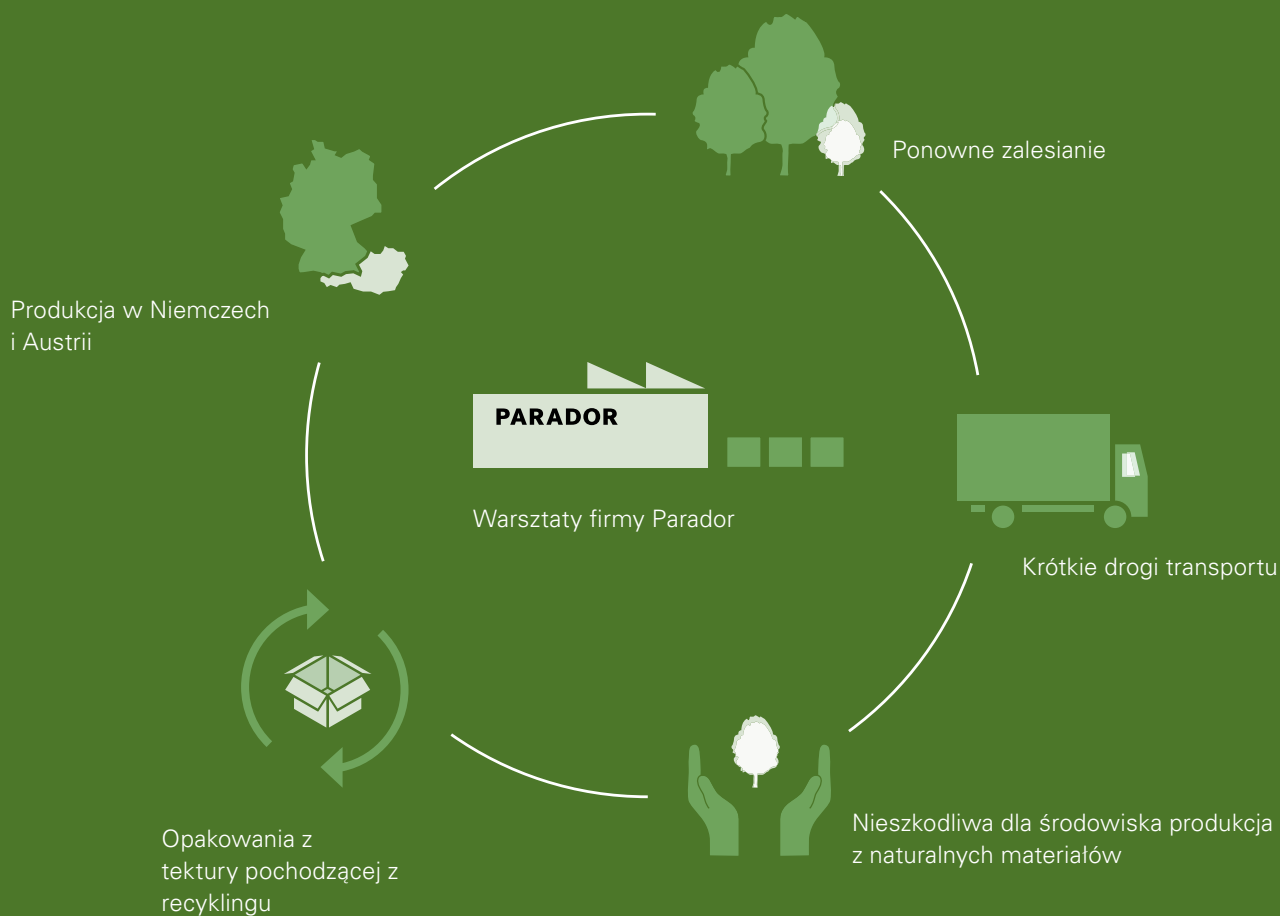 Ponowne zalesianie
Produkcja w Niemczech
i Austrii
PARADOR
Warsztaty firmy Parador
Krótkie drogi transportu
Nieszkodliwa dla środowiska produkcja
z naturalnych materiałów
Opakowania z
tektury pochodzącej z
recyklingu